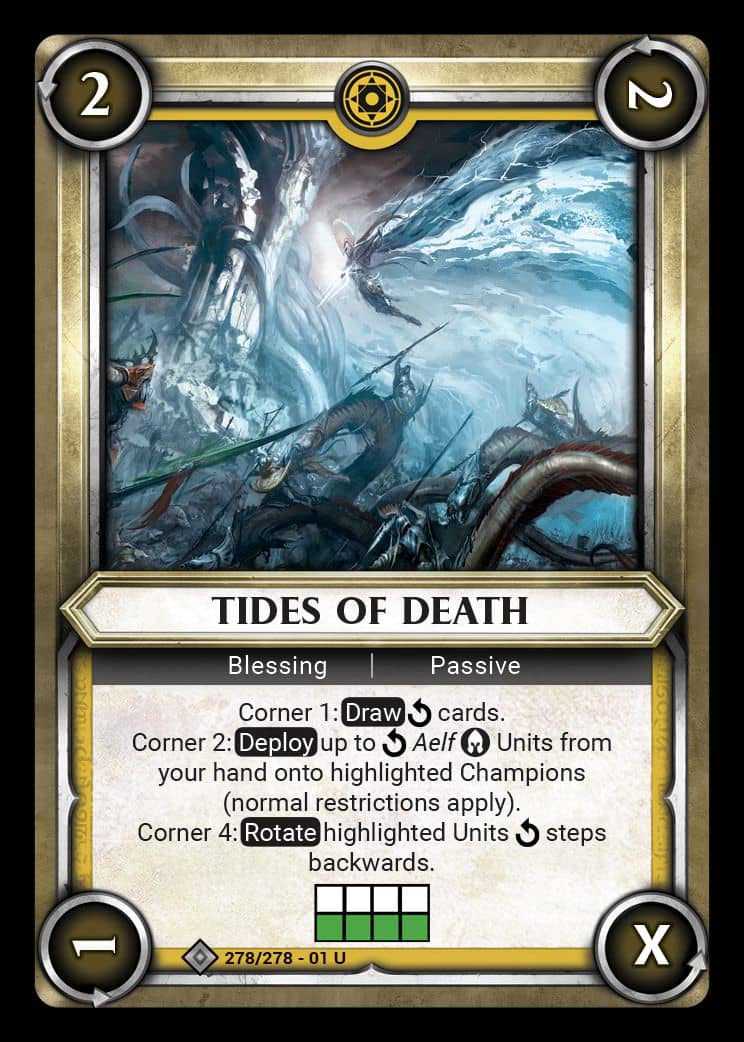 2
2
TIDES OF DEATH
Blessing | Passive
Corner 1: Draw cards.
Corner 2: Deploy up to Aelf Units from
your hand onto highlighted Champions
(normal restrictions apply).
Corner 4: Rotate highlighted Units steps
backwards.
1
278/278 - 01 U
X